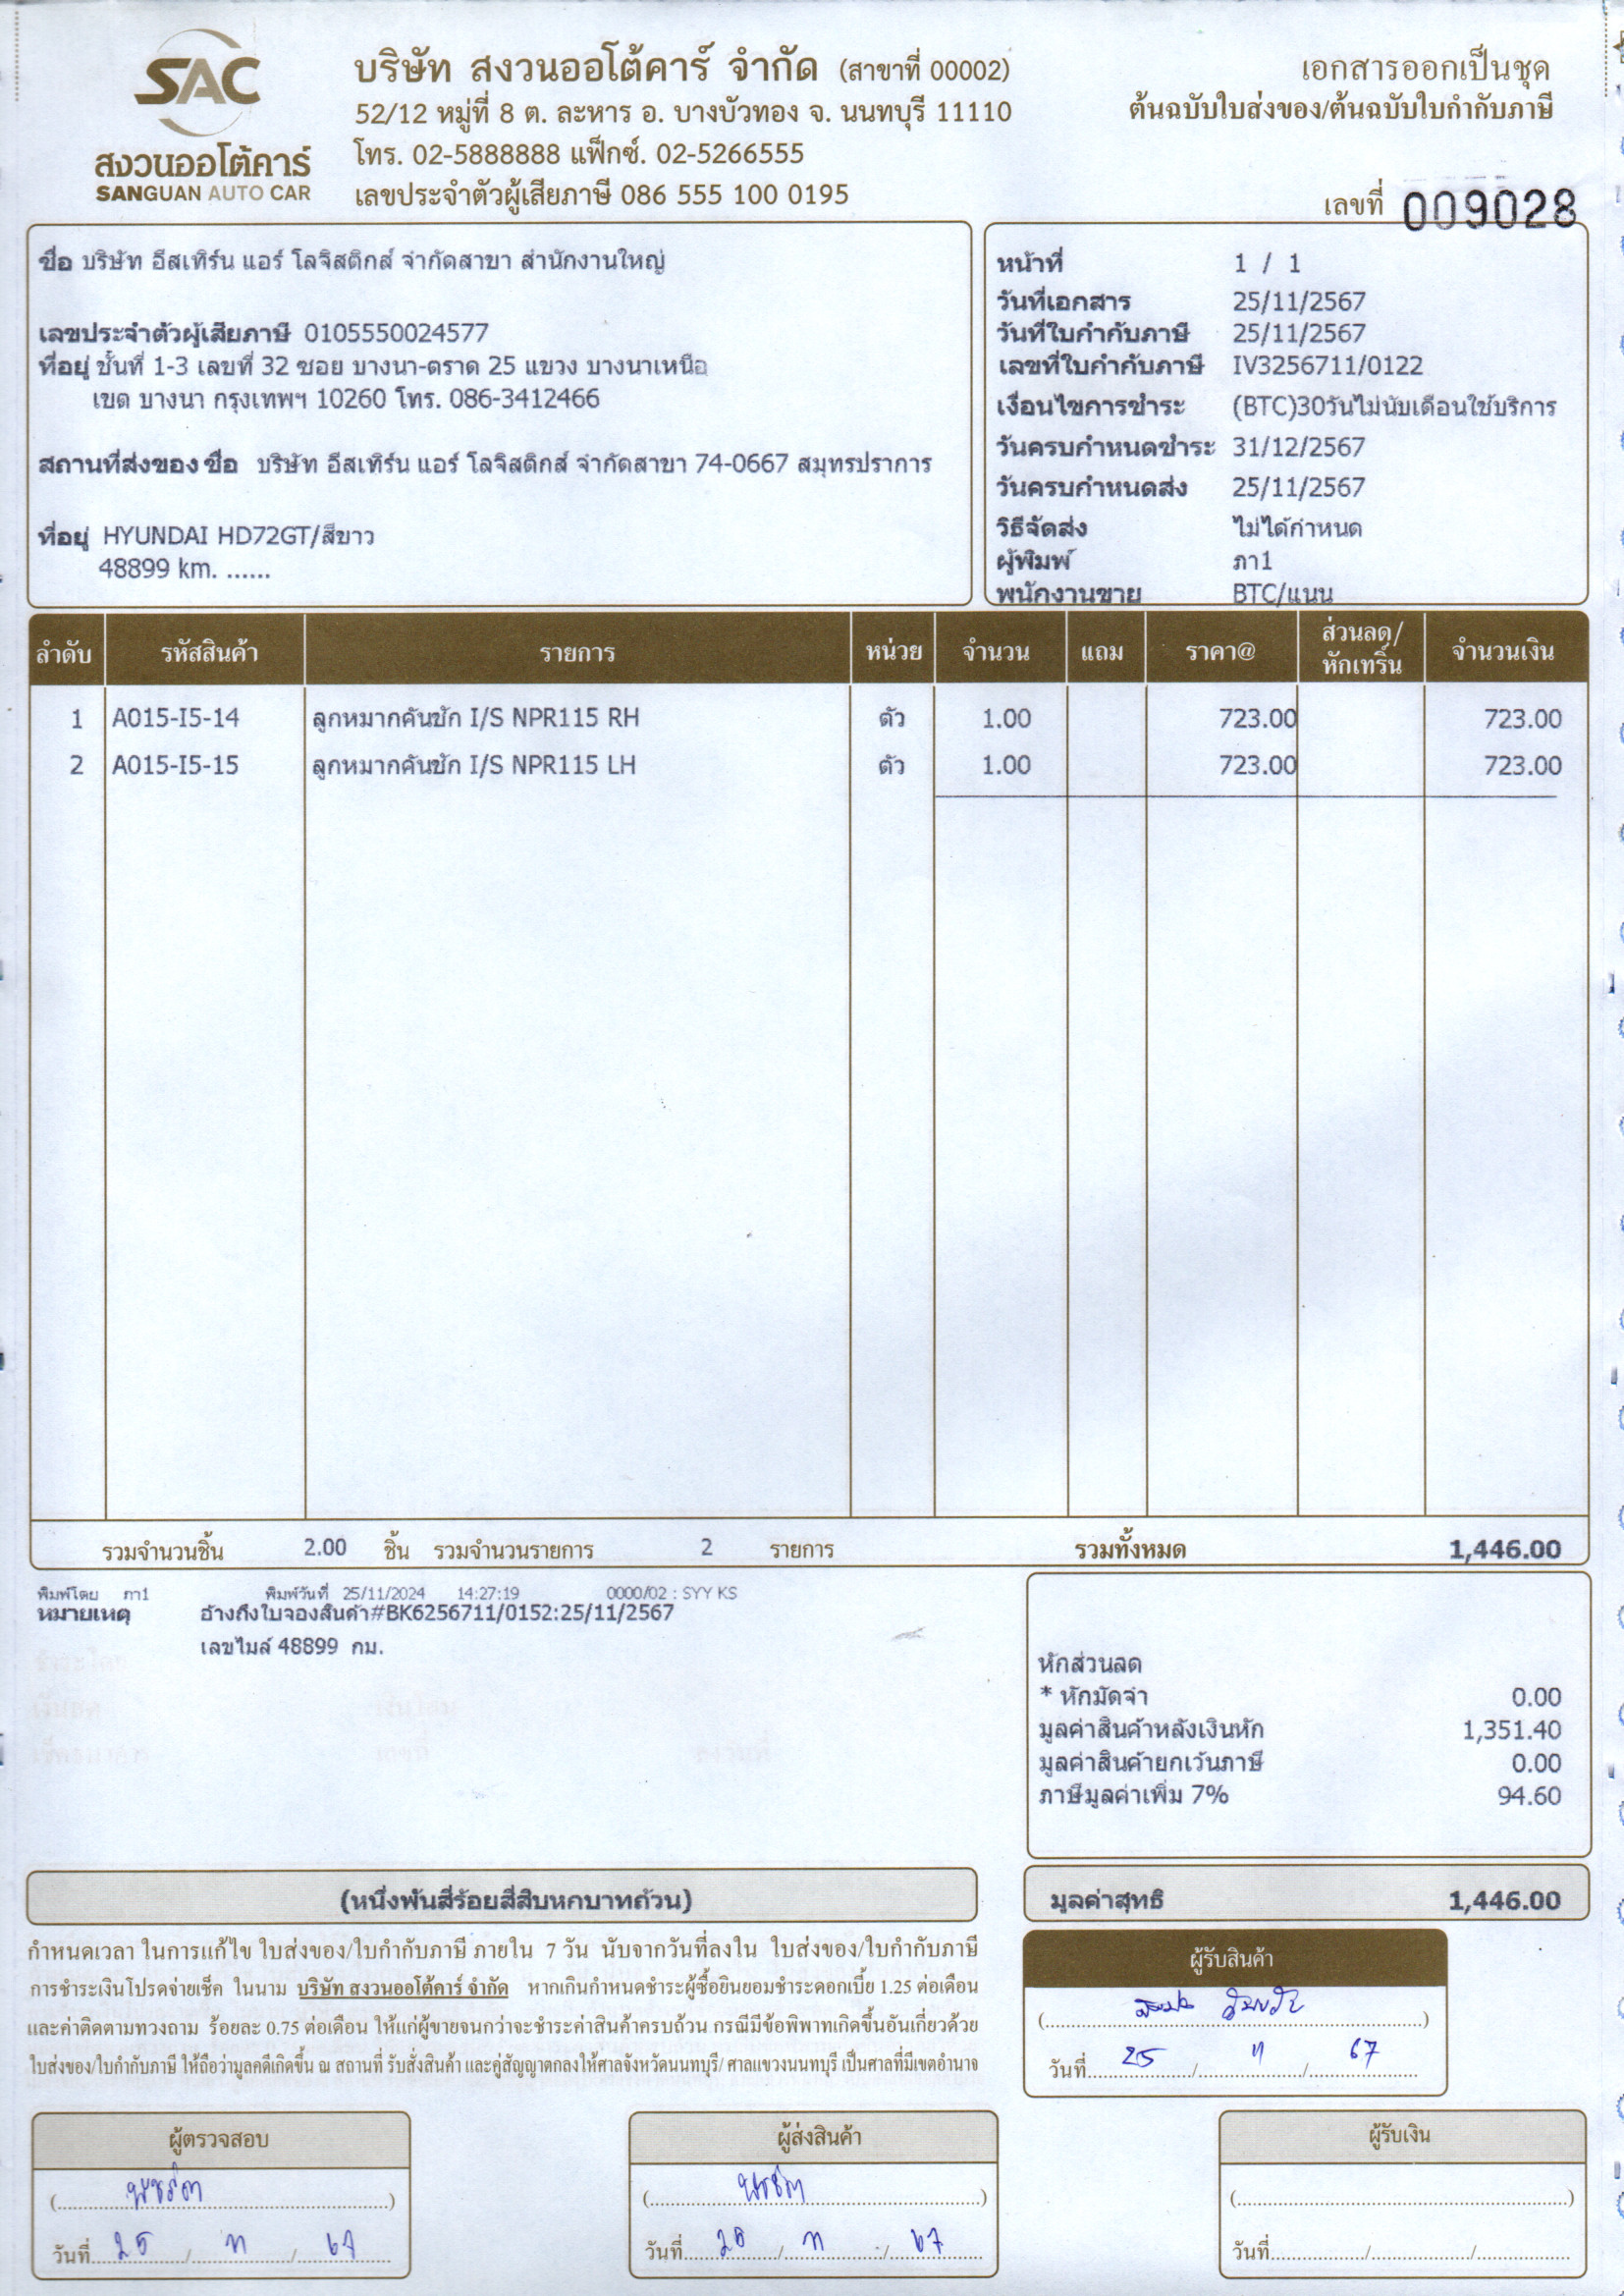 SAC
สงวนออโต้คาร์
SANGUAN AUTO CAR
บริษัท สงวนออโต้คาร์ จำกัด (สาขาที่ 00002)
52/12 หมู่ที่ 8 ต. ละหาร อ. บางบัวทอง จ. นนทบุรี 11110
โทร. 02-5888888 แฟ็กซ์. 02-5266555
เลขประจำตัวผู้เสียภาษี 086 555 100 0195
เอกสารออกเป็นชุด
ต้นฉบับใบส่งของ/ต้นฉบับใบกำกับภาษี
เลขที่ 009028
ชื่อ บริษัท อีสเทิร์น แอร์ โลจิสติกส์ จำกัดสาขา สำนักงานใหญ่
เลขประจำตัวผู้เสียภาษี 0105550024577
ที่อยู่ ชั้นที่ 1-3 เลขที่ 32 ซอย บางนา-ตราด 25 แขวง บางนาเหนือ
เขต บางนา กรุงเทพฯ 10260 โทร. 086-3412466
สถานที่ส่งของ ชื่อ บริษัท อีสเทิร์น แอร์ โลจิสติกส์ จำกัดสาขา 74-0667 สมุทรปราการ
ที่อยู่ HYUNDAI HD72GT/สีขาว
48899 km. ......
หน้าที่ 1 / 1
วันที่เอกสาร 25/11/2567
วันที่ใบกำกับภาษี 25/11/2567
เลขที่ใบกำกับภาษี IV3256711/0122
เงื่อนไขการชำระ (BTC)30วันไม่นับเดือนใช้บริการ
วันครบกำหนดชำระ 31/12/2567
วันครบกำหนดส่ง 25/11/2567
วิธีจัดส่ง ไม่ได้กำหนด
ผู้พิมพ์ ภา1
พนักงานขาย BTC/แนน
ลำดับ รหัสสินค้า รายการ หน่วย จำนวน แถม ราคา@ ส่วนลด/หักเทริ์น จำนวนเงิน
1 A015-I5-14 ลูกหมากคันชัก I/S NPR115 RH ตัว 1.00 723.00 723.00
2 A015-I5-15 ลูกหมากคันชัก I/S NPR115 LH ตัว 1.00 723.00 723.00
รวมจำนวนชิ้น 2.00 ชิ้น รวมจำนวนรายการ 2 รายการ รวมทั้งหมด 1,446.00
พิมพ์โดย ภา1 พิมพ์วันที่ 25/11/2024 14:27:19 0000/02 : SYY KS
หมายเหตุ อ้างถึงใบจองสินค้า#BK6256711/0152:25/11/2567
เลขไมล์ 48899 กม.
หักส่วนลด
* หักมัดจำ 0.00
มูลค่าสินค้าหลังเงินหัก 1,351.40
มูลค่าสินค้ายกเว้นภาษี 0.00
ภาษีมูลค่าเพิ่ม 7% 94.60
(หนึ่งพันสี่ร้อยสี่สิบหกบาทถ้วน)
มูลค่าสุทธิ 1,446.00
กำหนดเวลา ในการแก้ไข ใบส่งของ/ใบกำกับภาษี ภายใน 7 วัน นับจากวันที่ลงใน ใบส่งของ/ใบกำกับภาษี
การชำระเงินโปรดจ่ายเช็ค ในนาม บริษัท สงวนออโต้คาร์ จำกัด หากเกินกำหนดชำระผู้ซื้อยินยอมชำระดอกเบี้ย 1.25 ต่อเดือน
และค่าติดตามทวงถาม ร้อยละ 0.75 ต่อเดือน ให้แก่ผู้ขายจนกว่าจะชำระค่าสินค้าครบถ้วน กรณีมีข้อพิพาทเกิดขึ้นอันเกี่ยวด้วย
ใบส่งของ/ใบกำกับภาษี ให้ถือว่ามูลคดีเกิดขึ้น ณ สถานที่ รับสั่งสินค้า และคู่สัญญาตกลงให้ศาลจังหวัดนนทบุรี/ ศาลแขวงนนทบุรี เป็นศาลที่มีเขตอำนาจ
ผู้รับสินค้า
วันที่ 25 / 11 / 67
ผู้ตรวจสอบ
วันที่ 25 / 11 / 67
ผู้ส่งสินค้า
วันที่ 25 / 11 / 67
ผู้รับเงิน
วันที่ / /